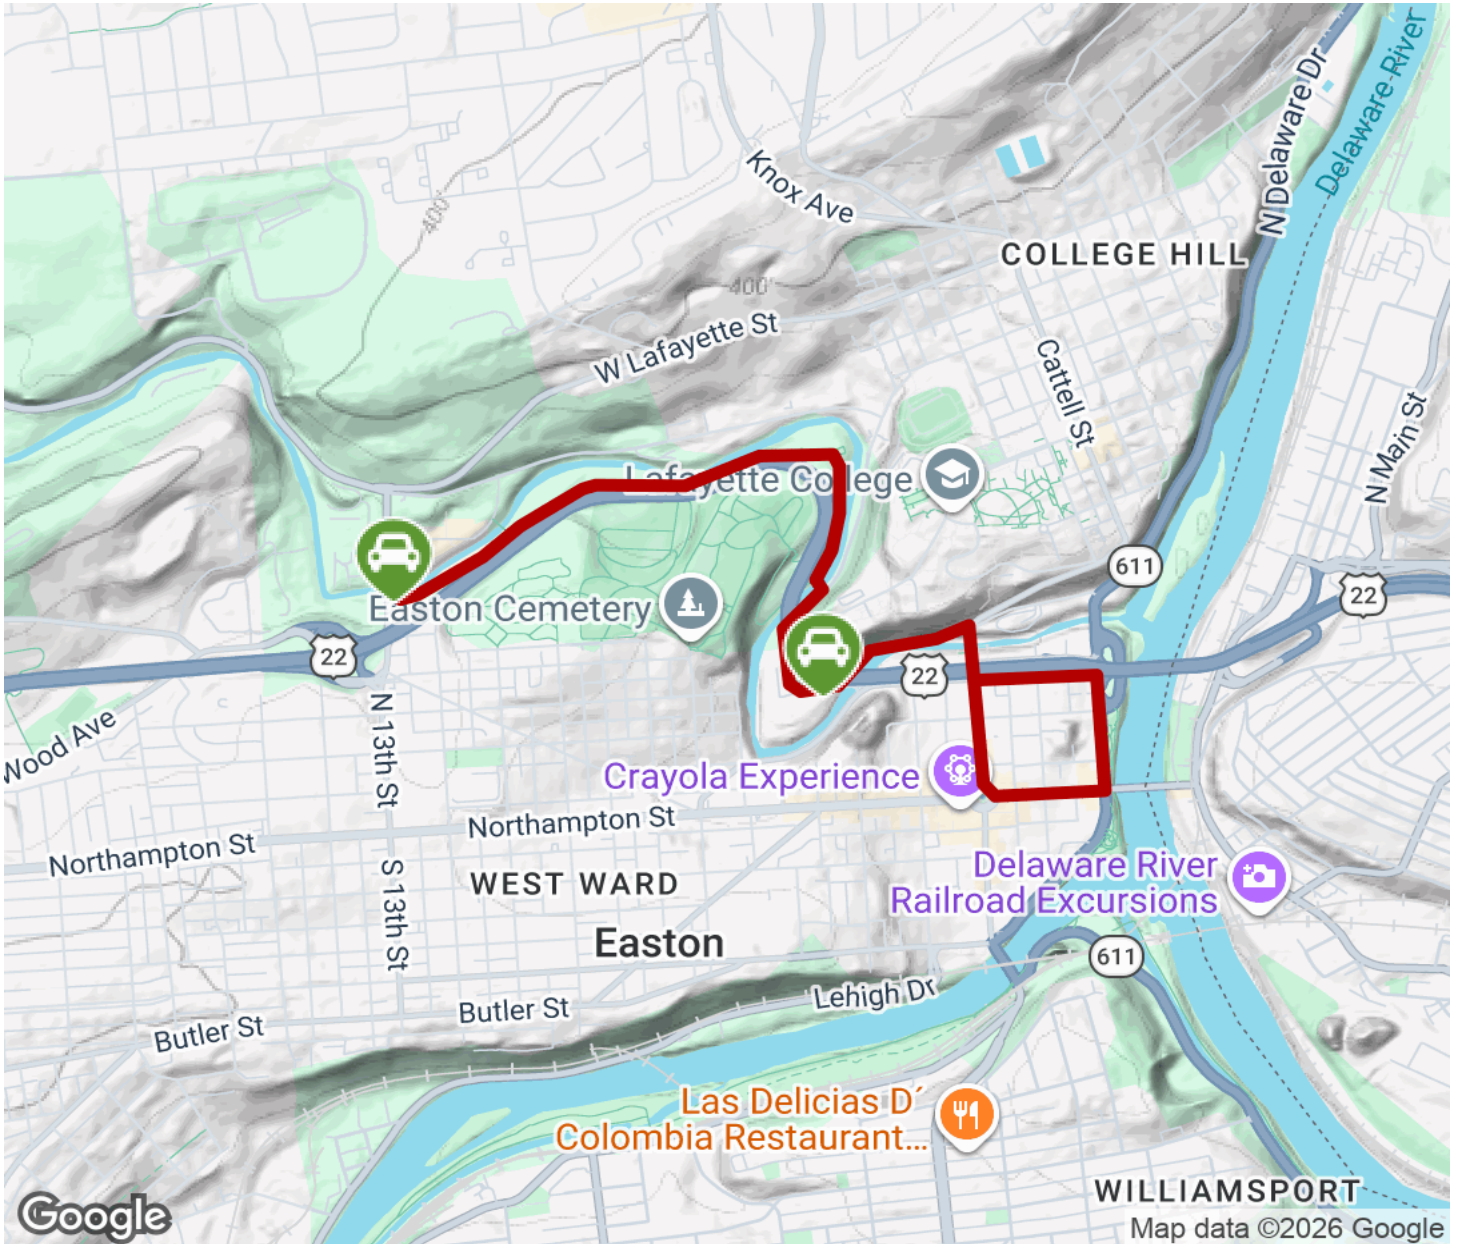 Delaware River
N Delaware Dr
Knox Ave
400'
COLLEGE HILL
400'
W Lafayette St
Cattell St
N Main St
Lafayette College
611
22
Easton Cemetery
22
22
N 13th St
Wood Ave
Crayola Experience
Northampton St
Northampton St
S 13th St
WEST WARD
Delaware River
Railroad Excursions
Easton
611
Lehigh Dr
Butler St
Butler St
Las Delicias D´
Colombia Restaurant...
WILLIAMSPORT
Google
Map data ©2026 Google